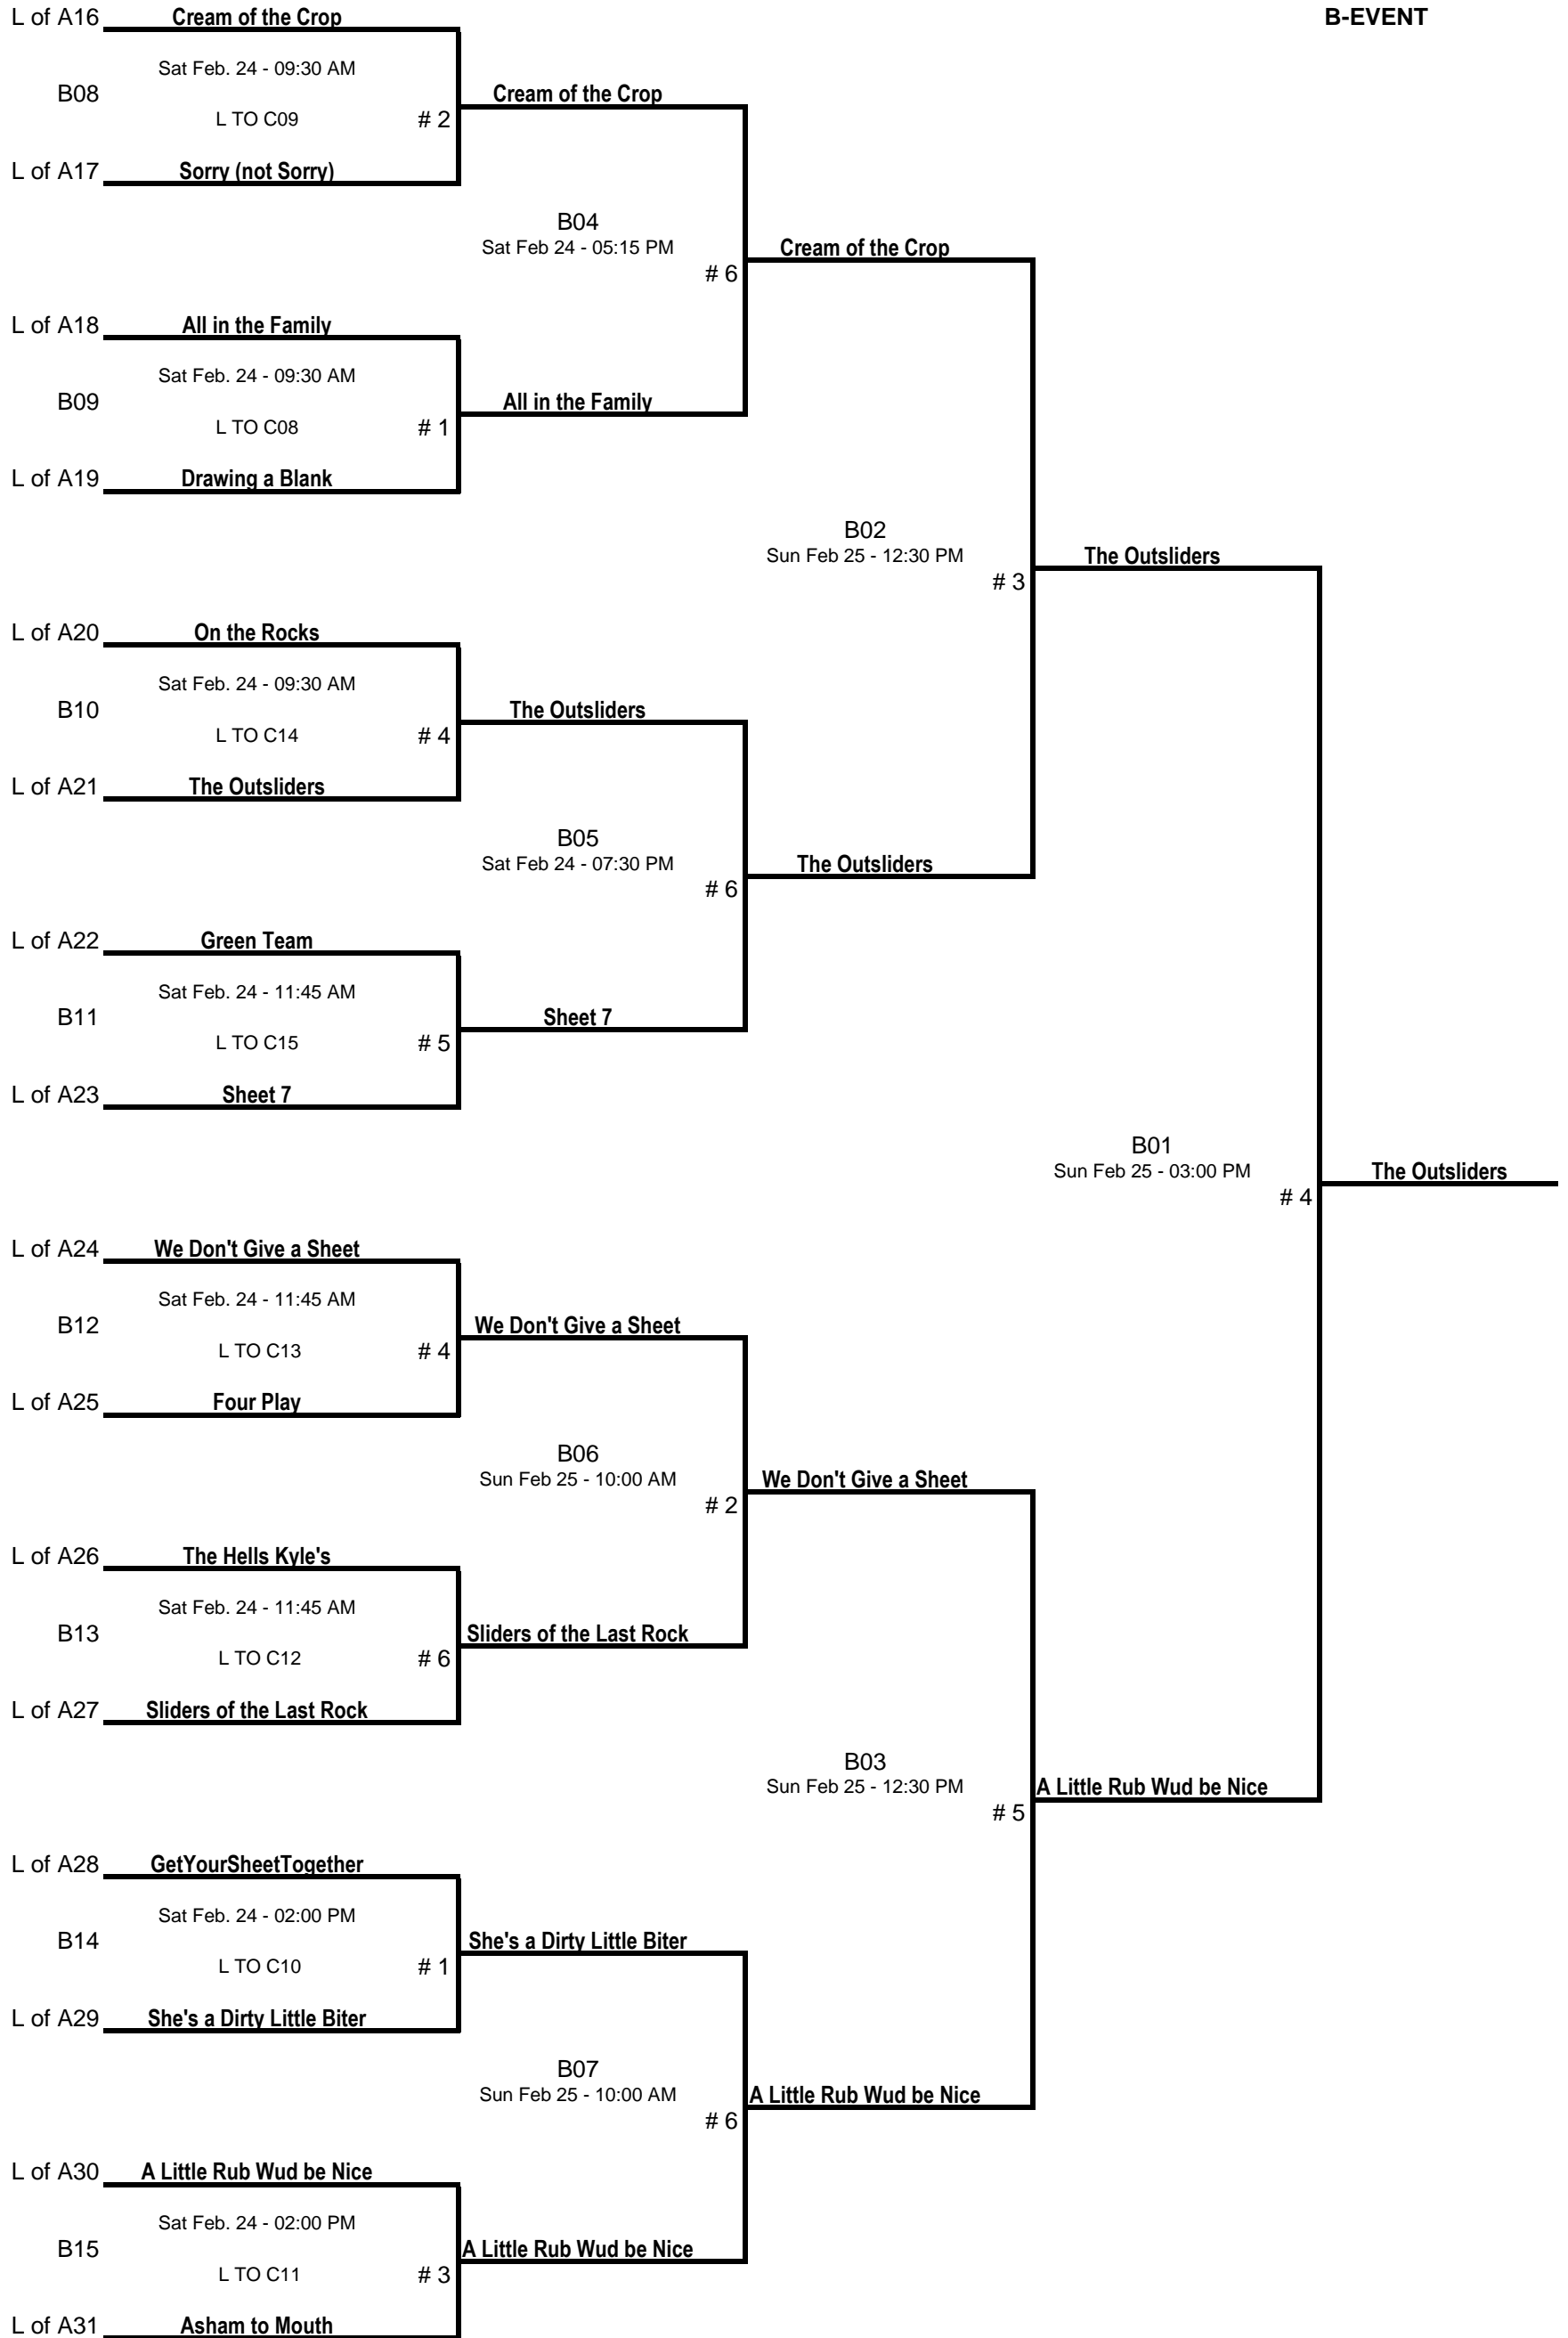 L of A16 Cream of the Crop B-EVENT
Sat Feb. 24 - 09:30 AM
B08 Cream of the Crop
L TO C09 # 2
L of A17 Sorry (not Sorry)
B04
Sat Feb 24 - 05:15 PM Cream of the Crop
# 6
L of A18 All in the Family
Sat Feb. 24 - 09:30 AM
B09 All in the Family
L TO C08 # 1
L of A19 Drawing a Blank
B02
Sun Feb 25 - 12:30 PM The Outsliders
# 3
L of A20 On the Rocks
Sat Feb. 24 - 09:30 AM
B10 The Outsliders
L TO C14 # 4
L of A21 The Outsliders
B05
Sat Feb 24 - 07:30 PM The Outsliders
# 6
L of A22 Green Team
Sat Feb. 24 - 11:45 AM
B11 Sheet 7
L TO C15 # 5
L of A23 Sheet 7
B01
Sun Feb 25 - 03:00 PM The Outsliders
# 4
L of A24 We Don't Give a Sheet
Sat Feb. 24 - 11:45 AM
B12 We Don't Give a Sheet
L TO C13 # 4
L of A25 Four Play
B06
Sun Feb 25 - 10:00 AM We Don't Give a Sheet
# 2
L of A26 The Hells Kyle's
Sat Feb. 24 - 11:45 AM
B13 Sliders of the Last Rock
L TO C12 # 6
L of A27 Sliders of the Last Rock
B03
Sun Feb 25 - 12:30 PM A Little Rub Wud be Nice
# 5
L of A28 GetYourSheetTogether
Sat Feb. 24 - 02:00 PM
B14 She's a Dirty Little Biter
L TO C10 # 1
L of A29 She's a Dirty Little Biter
B07
Sun Feb 25 - 10:00 AM A Little Rub Wud be Nice
# 6
L of A30 A Little Rub Wud be Nice
Sat Feb. 24 - 02:00 PM
B15 A Little Rub Wud be Nice
L TO C11 # 3
L of A31 Asham to Mouth